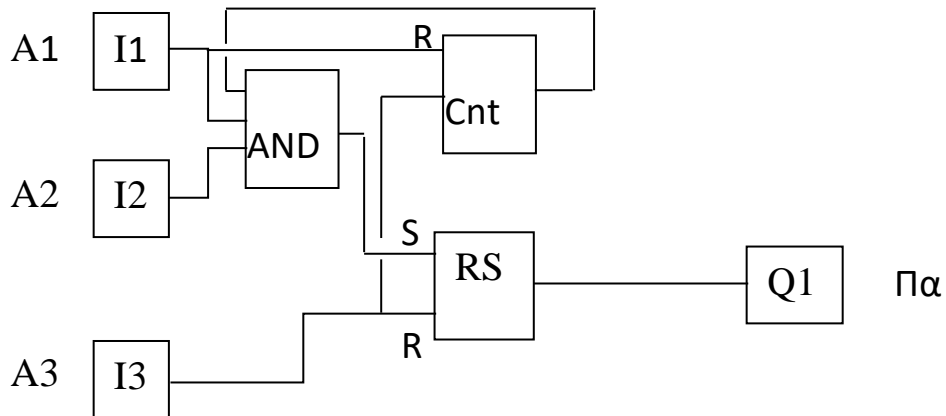 A1 I1 R
Cnt
AND
A2 I2
S
RS
Q1 Πα
R
A3 I3